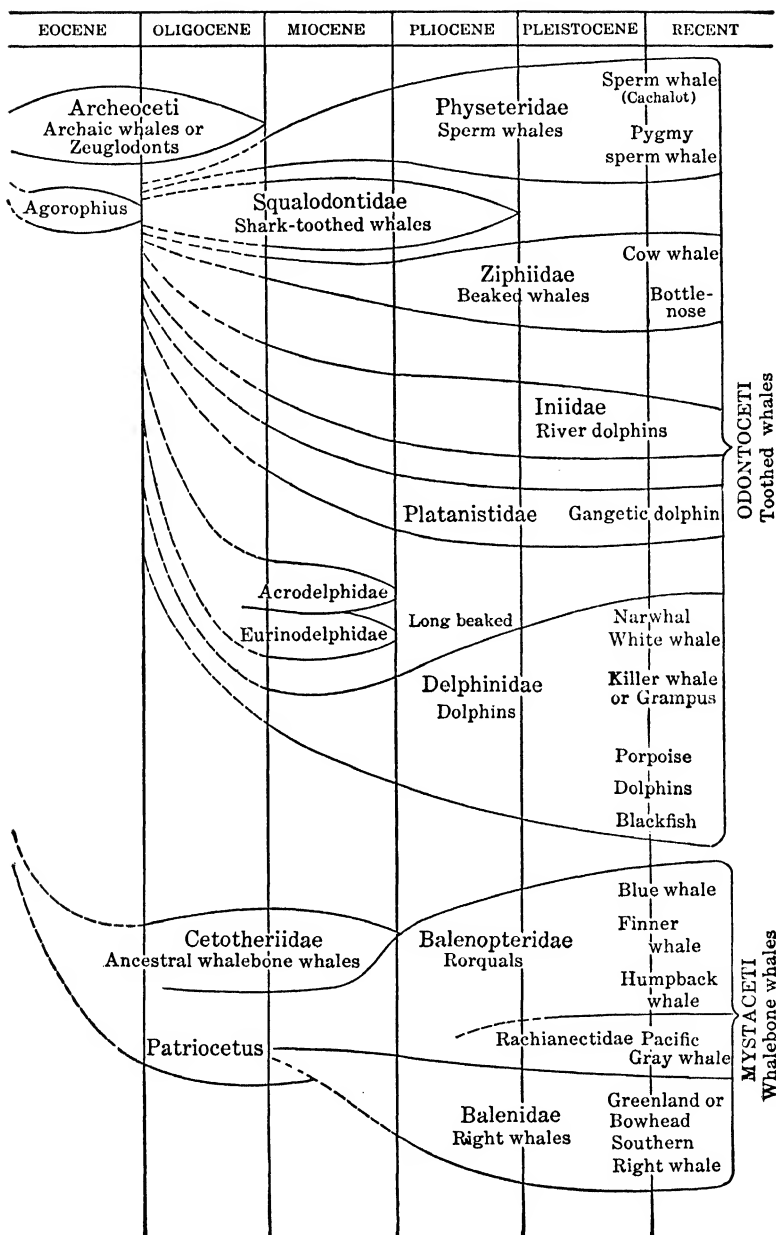 EOCENE OLIGOCENE MIOCENE PLIOCENE PLEISTOCENE RECENT
Archeoceti
Archaic whales or
Zeuglodonts
Agorophius
Physeteridae
Sperm whales
Sperm whale
(Cachalot)
Pygmy
sperm whale
Squalodontidae
Shark-toothed whales
Ziphiidae
Beaked whales
Cow whale
Bottle-
nose
Iniidae
River dolphins
Platanistidae
Gangetic dolphin
Acrodelphidae
Eurinodelphidae
Long beaked
Delphinidae
Dolphins
Narwhal
White whale
Killer whale
or Grampus
Porpoise
Dolphins
Blackfish
ODONTOCETI
Toothed whales
Cetotheriidae
Ancestral whalebone whales
Balenopteridae
Rorquals
Blue whale
Finner
whale
Humpback
whale
Patriocetus
Rachianectidae Pacific
Gray whale
Balenidae
Right whales
Greenland or
Bowhead
Southern
Right whale
MYSTACETI
Whalebone whales